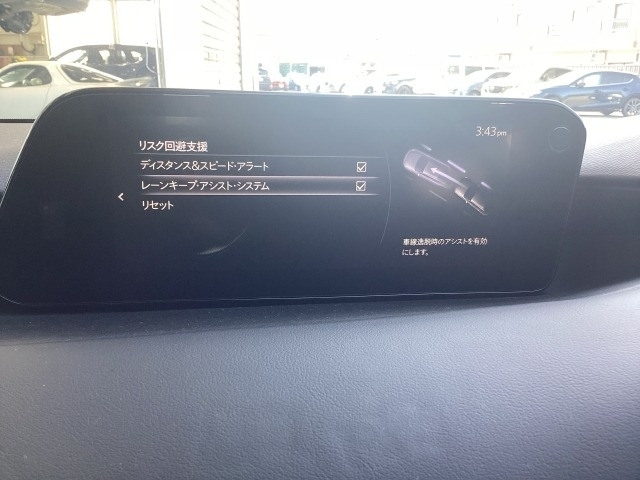 3:43 pm
リスク回避支援
ディスタンス&スピード・アラート
レーンキープ・アシスト・システム
リセット
車線逸脱時のアシストを有効
にします。